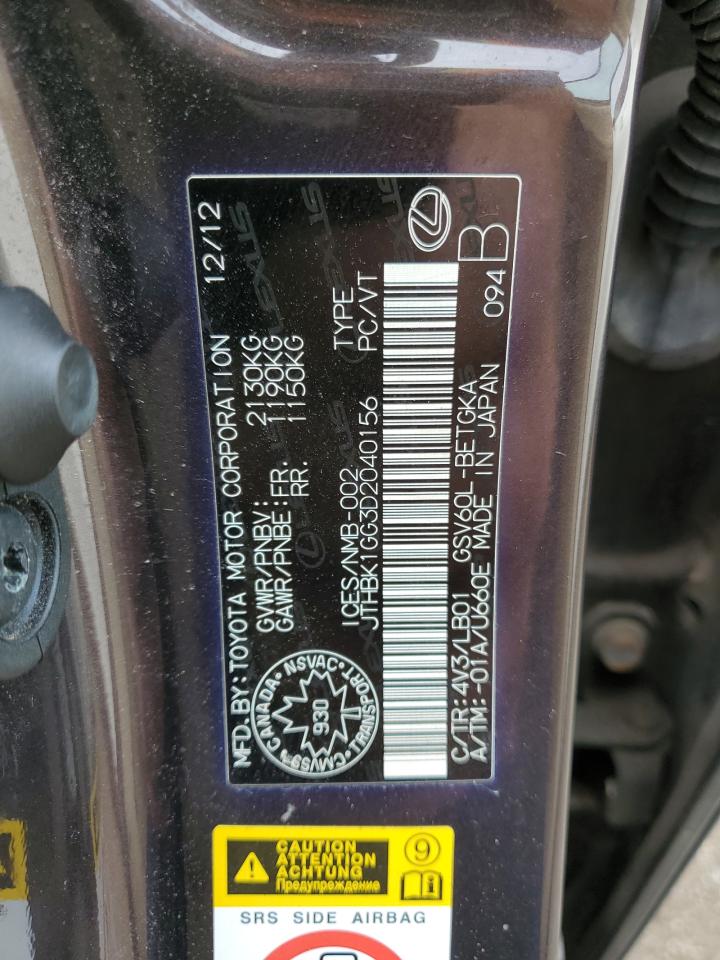 MFD. BY: TOYOTA MOTOR CORPORATION 12/12
GVWR/PNBV: 2130KG
GAWR/PNBE: FR: 1190KG
RR: 1150KG
ICES/NMB-002 TYPE
JTHBK1GG3D2040156 PC/VT
CANADA NSVAC TRANSPORT CMVSS
930
C/TR: 4V3/LB01 GSV60L-BETGKA
A/TM: -01A/U660E MADE IN JAPAN
094 B
LEXUS
CAUTION
ATTENTION
ACHTUNG
Предупреждение
9
i
SRS SIDE AIRBAG